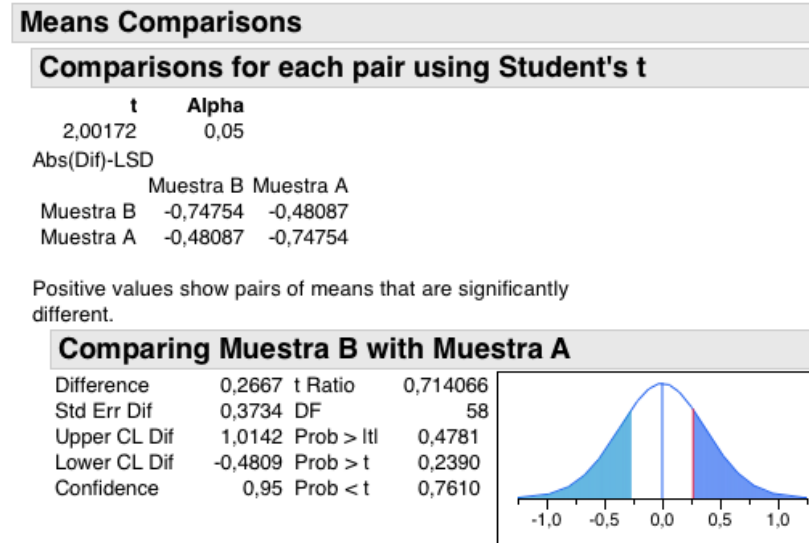 Means Comparisons
Comparisons for each pair using Student's t
t Alpha
2,00172 0,05
Abs(Dif)-LSD
Muestra B Muestra A
Muestra B -0,74754 -0,48087
Muestra A -0,48087 -0,74754
Positive values show pairs of means that are significantly
different.
Comparing Muestra B with Muestra A
Difference 0,2667 t Ratio 0,714066
Std Err Dif 0,3734 DF 58
Upper CL Dif 1,0142 Prob > |t| 0,4781
Lower CL Dif -0,4809 Prob > t 0,2390
Confidence 0,95 Prob < t 0,7610
-1,0 -0,5 0,0 0,5 1,0